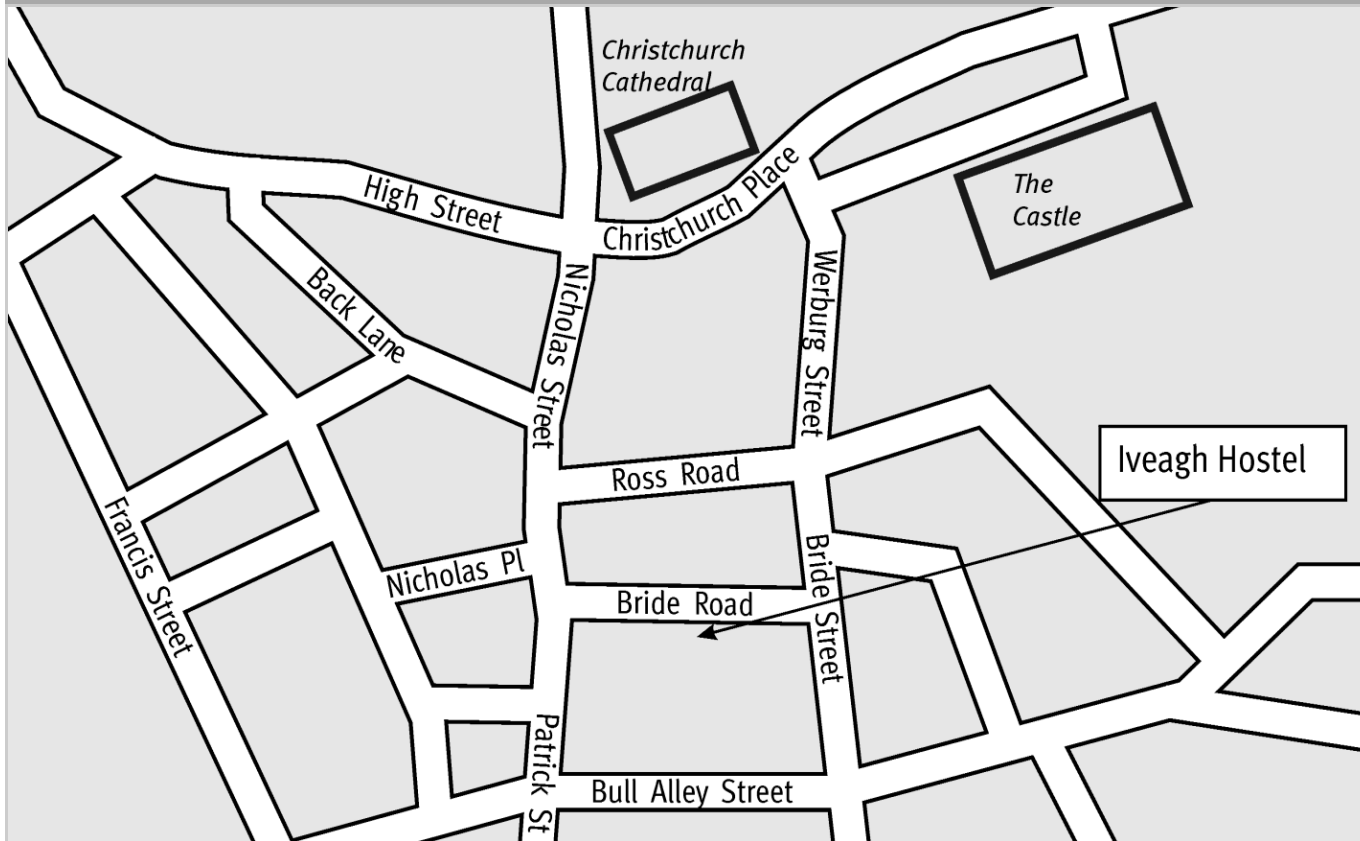 Christchurch
Cathedral
High Street
Christchurch Place
The
Castle
Back Lane
Nicholas Street
Werburg Street
Ross Road
Iveagh Hostel
Francis Street
Nicholas Pl
Bride Road
Bride Street
Patrick St
Bull Alley Street